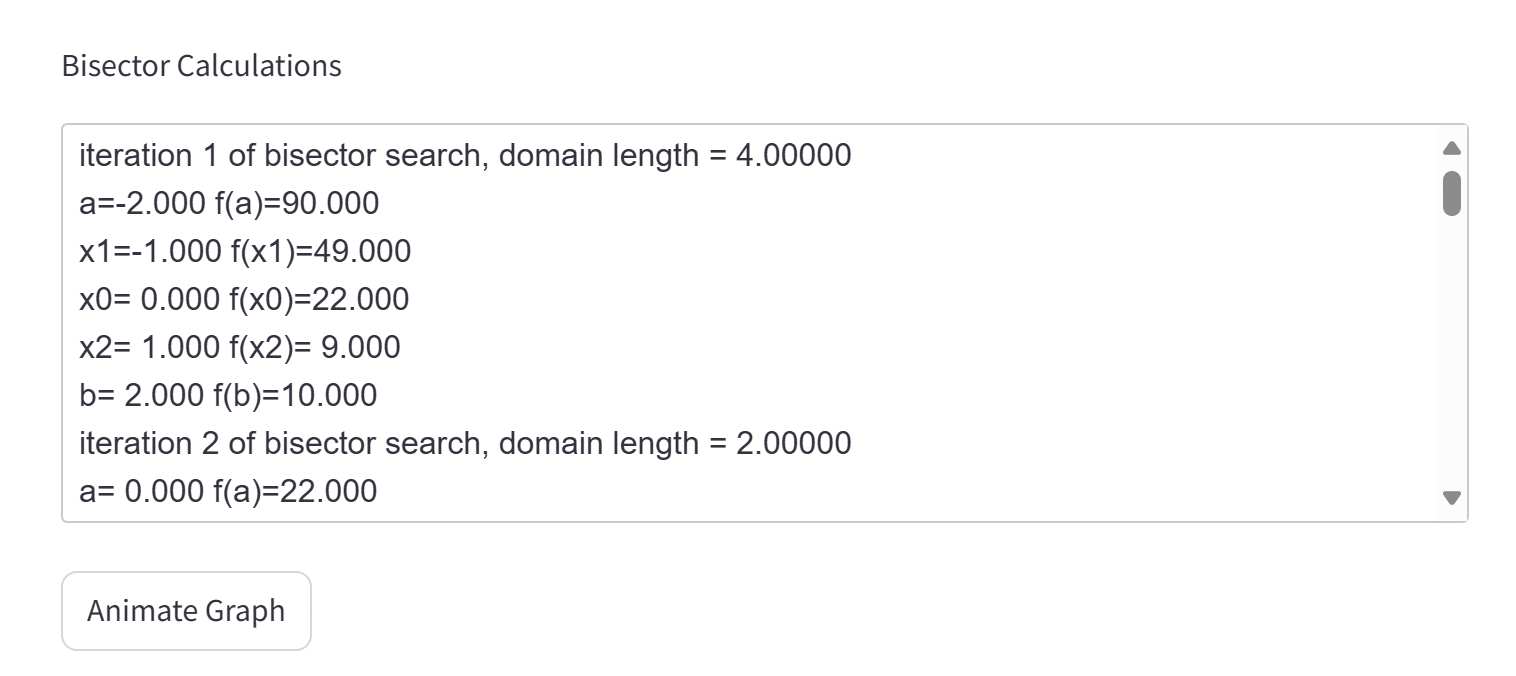 Bisector Calculations
iteration 1 of bisector search, domain length = 4.00000
a=-2.000 f(a)=90.000
x1=-1.000 f(x1)=49.000
x0= 0.000 f(x0)=22.000
x2= 1.000 f(x2)= 9.000
b= 2.000 f(b)=10.000
iteration 2 of bisector search, domain length = 2.00000
a= 0.000 f(a)=22.000
Animate Graph